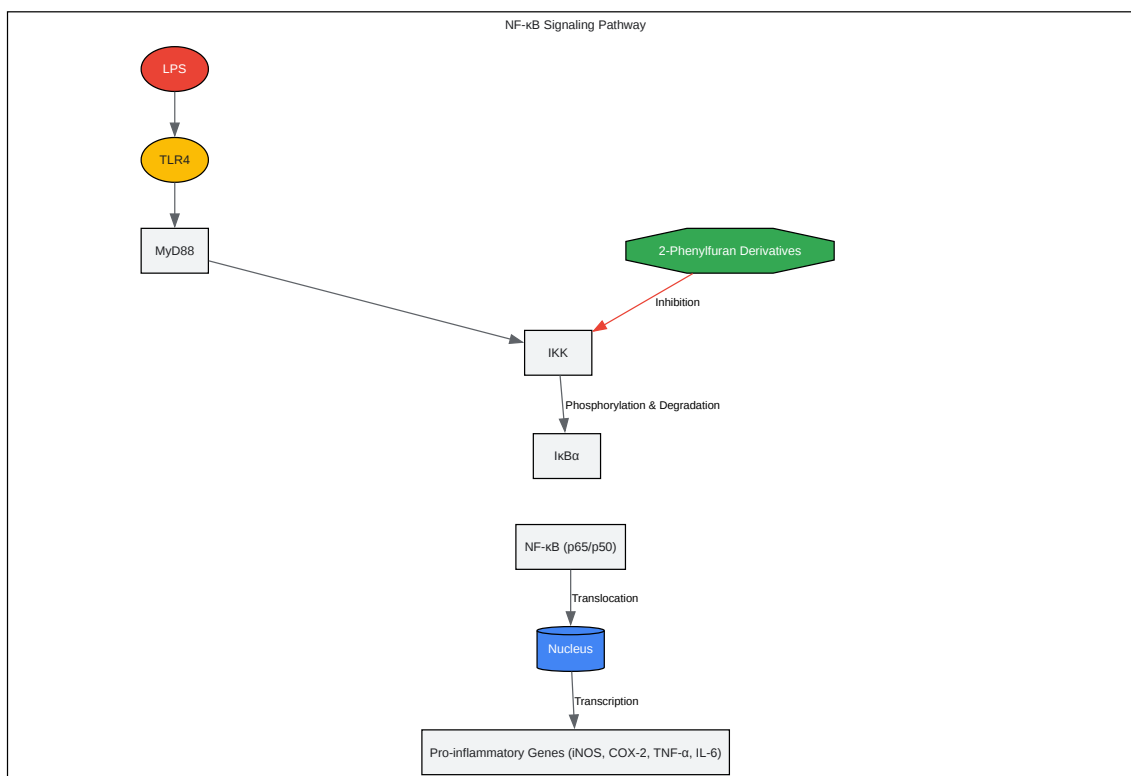 NF-κB Signaling Pathway
LPS
TLR4
MyD88
2-Phenylfuran Derivatives
Inhibition
IKK
Phosphorylation & Degradation
IκBα
NF-κB (p65/p50)
Translocation
Nucleus
Transcription
Pro-inflammatory Genes (iNOS, COX-2, TNF-α, IL-6)